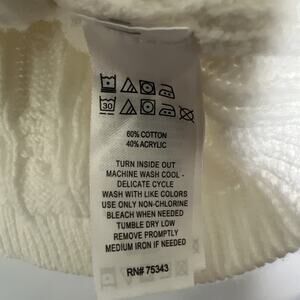 30
60% COTTON
40% ACRYLIC
TURN INSIDE OUT
MACHINE WASH COOL -
DELICATE CYCLE
WASH WITH LIKE COLORS
USE ONLY NON-CHLORINE
BLEACH WHEN NEEDED
TUMBLE DRY LOW
REMOVE PROMPTLY
MEDIUM IRON IF NEEDED
RN# 75343